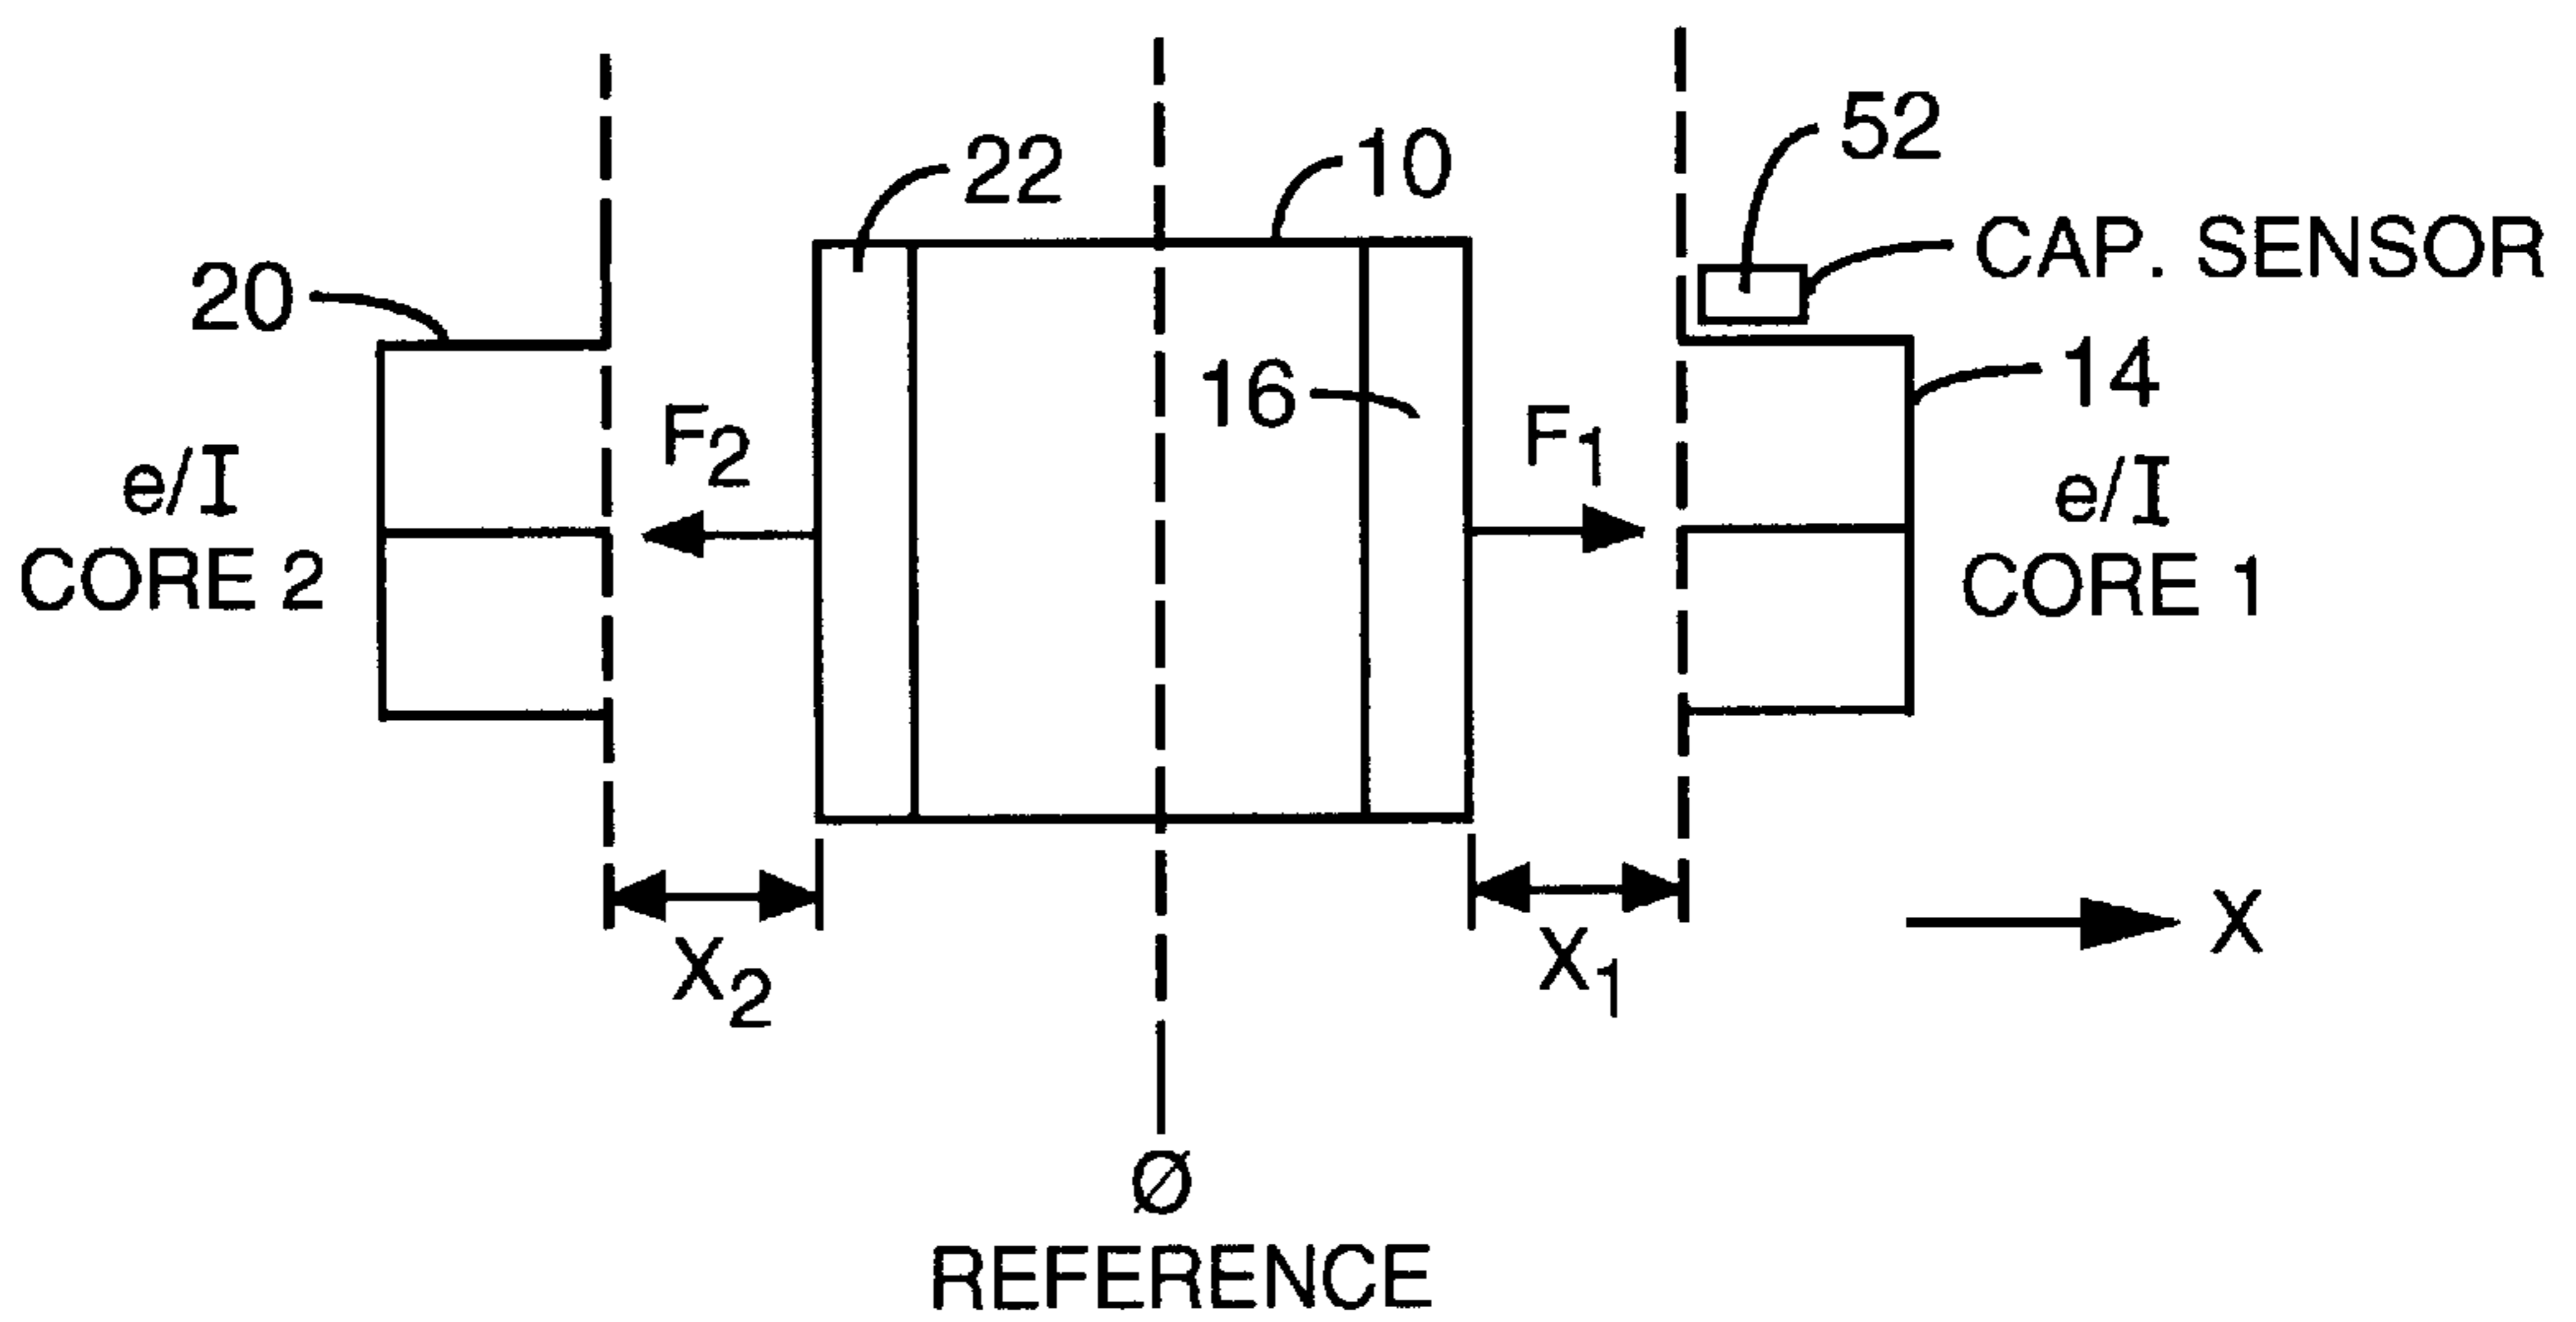 52
22
10
CAP. SENSOR
20
14
16
F2
F1
e/I
CORE 2
e/I
CORE 1
X2
X1
X
Ø
REFERENCE